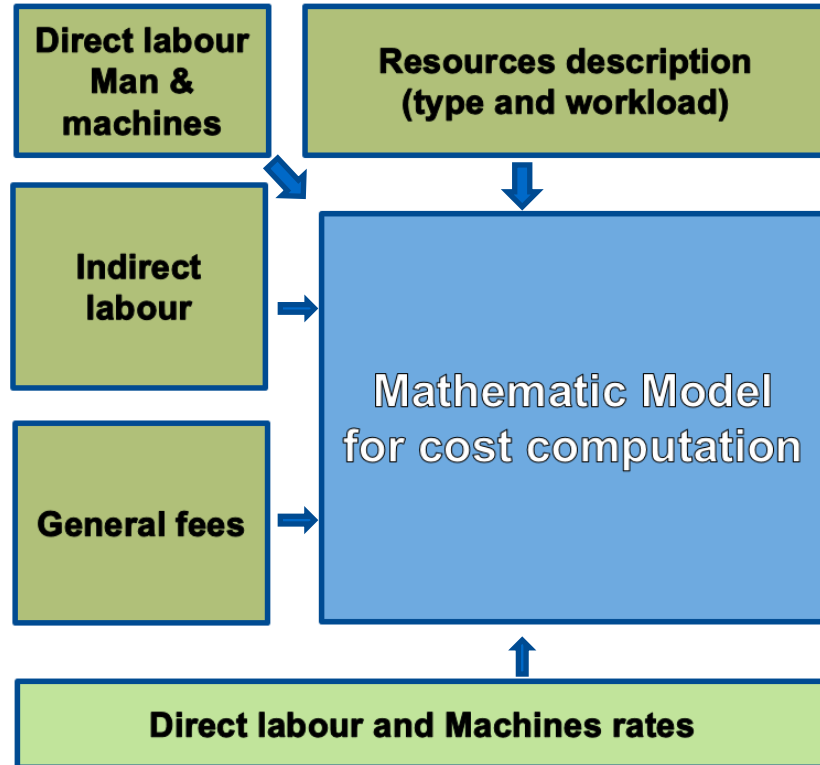 Direct labour
Man &
machines
Resources description
(type and workload)
Indirect
labour
Mathematic Model
for cost computation
General fees
Direct labour and Machines rates